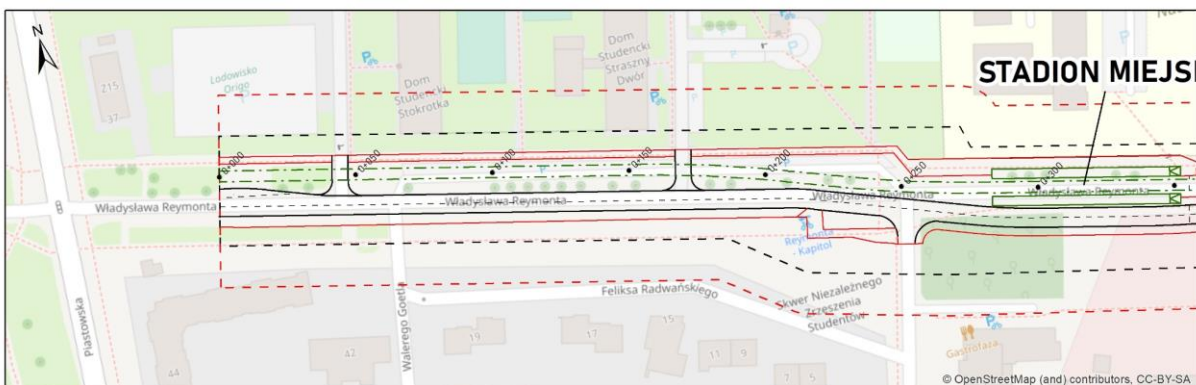 N
215
37
Lodowisko
Origo
Dom
Studencki
Stokrotka
Dom
Studencki
Straszny
Dwór
P
P
P
P
P
STADION MIEJS
0+000
0+050
0+100
0+150
0+200
0+250
0+300
P
P
Władysława Reymonta
Władysława Reymonta
Władysława Reymonta
Władysława Reymonta
Reymonta
- Kapitol
Piastowska
Walerego Goetla
Feliksa Radwańskiego
Skwer Niezależnego
Zrzeszenia
Studentów
P
Gastrofaza
44
42
19
17
15
11
9
7
5
© OpenStreetMap (and) contributors, CC-BY-SA